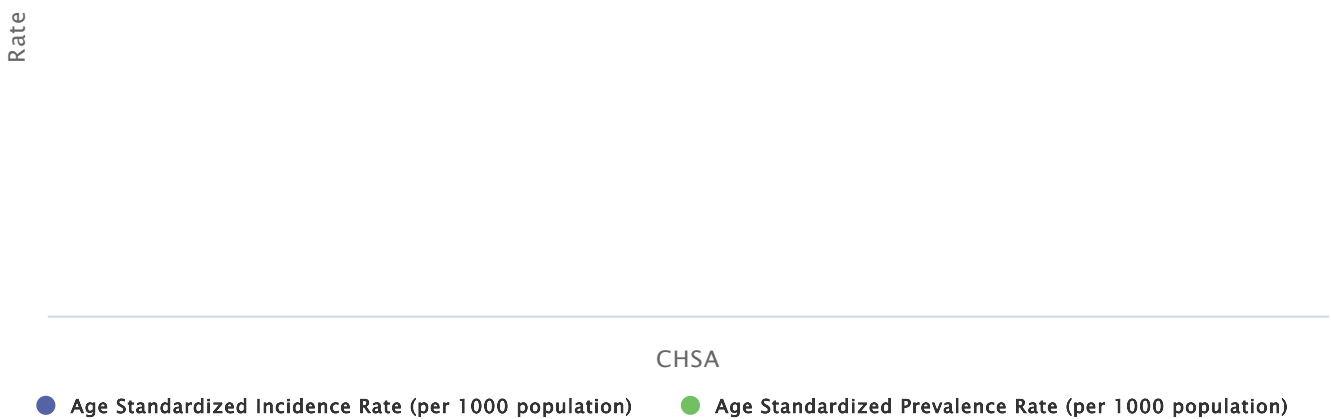 Rate
CHSA
Age Standardized Incidence Rate (per 1000 population)
Age Standardized Prevalence Rate (per 1000 population)